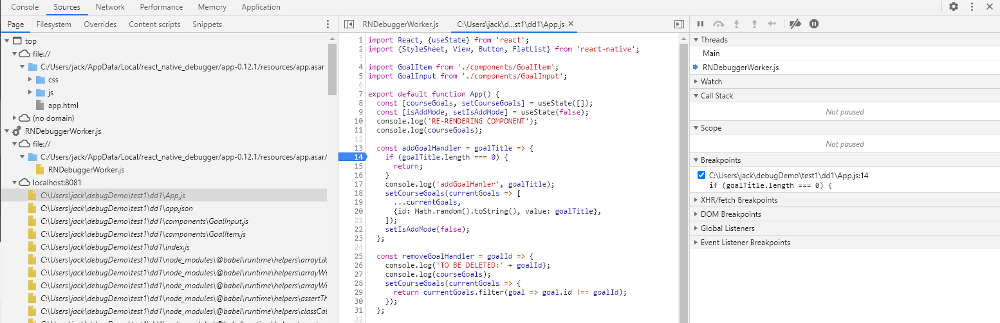 Console Sources Network Performance Memory Application
Page Filesystem Overrides Content scripts Snippets
top
file://
C:/Users/jack/AppData/Local/react_native_debugger/app-0.12.1/resources/app.asar
css
js
app.html
(no domain)
RNDebuggerWorker.js
file://
C:/Users/jack/AppData/Local/react_native_debugger/app-0.12.1/resources/app.asar/
RNDebuggerWorker.js
localhost:8081
C:\Users\jack\debugDemo\test1\dd1\App.js
C:\Users\jack\debugDemo\test1\dd1\app.json
C:\Users\jack\debugDemo\test1\dd1\components\GoalInput.js
C:\Users\jack\debugDemo\test1\dd1\components\GoalItem.js
C:\Users\jack\debugDemo\test1\dd1\index.js
C:\Users\jack\debugDemo\test1\dd1\node_modules\@babel\runtime\helpers\arrayLik
C:\Users\jack\debugDemo\test1\dd1\node_modules\@babel\runtime\helpers\arrayWi
C:\Users\jack\debugDemo\test1\dd1\node_modules\@babel\runtime\helpers\arrayWi
C:\Users\jack\debugDemo\test1\dd1\node_modules\@babel\runtime\helpers\assertTh
C:\Users\jack\debugDemo\test1\dd1\node_modules\@babel\runtime\helpers\classCal
RNDebuggerWorker.js C:\Users\jack\d...st1\dd1\App.js ×
1 import React, {useState} from 'react';
2 import {StyleSheet, View, Button, FlatList} from 'react-native';
3
4 import GoalItem from './components/GoalItem';
5 import GoalInput from './components/GoalInput';
6
7 export default function App() {
8 const [courseGoals, setCourseGoals] = useState([]);
9 const [isAddMode, setIsAddMode] = useState(false);
10 console.log('RE-RENDERING COMPONENT');
11 console.log(courseGoals);
12
13 const addGoalHandler = goalTitle => {
14 if (goalTitle.length === 0) {
15 return;
16 }
17 console.log('addGoalHanler', goalTitle);
18 setCourseGoals(currentGoals => [
19 ...currentGoals,
20 {id: Math.random().toString(), value: goalTitle},
21 ]);
22 setIsAddMode(false);
23 };
24
25 const removeGoalHandler = goalId => {
26 console.log('TO BE DELETED:' + goalId);
27 console.log(courseGoals);
28 setCourseGoals(currentGoals => {
29 return currentGoals.filter(goal => goal.id !== goalId);
30 });
31 };
32
Threads
Main
RNDebuggerWorker.js
Watch
Call Stack
Not paused
Scope
Not paused
Breakpoints
C:\Users\jack\debugDemo\test1\dd1\App.js:14
if (goalTitle.length === 0) {
XHR/fetch Breakpoints
DOM Breakpoints
Global Listeners
Event Listener Breakpoints